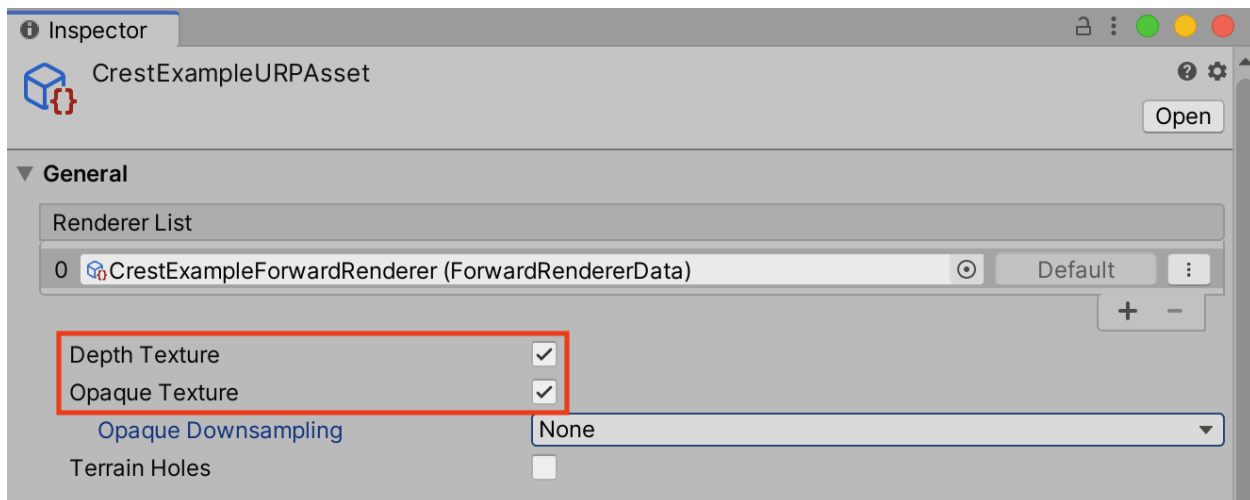 Inspector
CrestExampleURPAsset
Open
General
Renderer List
0 CrestExampleForwardRenderer (ForwardRendererData) Default
Depth Texture
Opaque Texture
Opaque Downsampling None
Terrain Holes